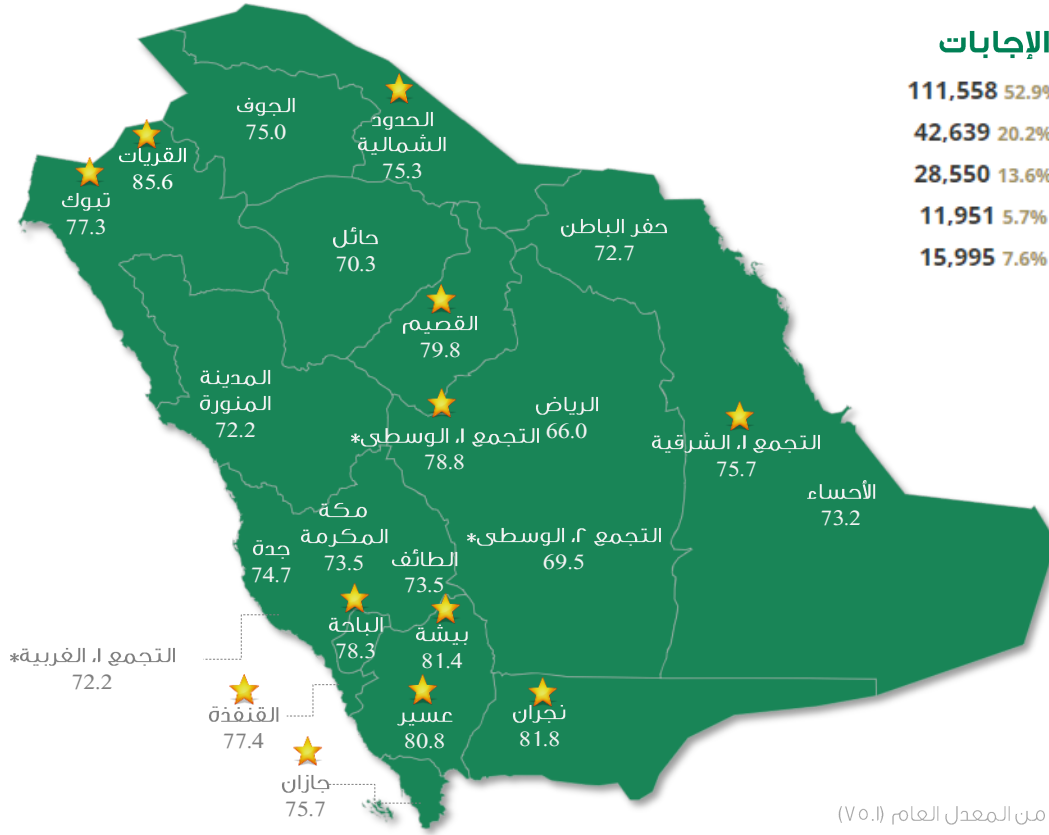 الإجابات
111,558 52.9%
42,639 20.2%
28,550 13.6%
11,951 5.7%
15,995 7.6%
الجوف
75.0
الحدود
الشمالية
75.3
القريات
85.6
تبوك
77.3
حائل
70.3
حفر الباطن
72.7
القصيم
79.8
المدينة
المنورة
72.2
الرياض
66.0
التجمع ١، الوسطى*
78.8
التجمع ١، الشرقية
75.7
الأحساء
73.2
مكة
المكرمة
73.5
جدة
74.7
الطائف
73.5
التجمع ٢، الوسطى*
69.5
الباحة
78.3
بيشة
81.4
التجمع ١، الغربية*
72.2
القنفذة
77.4
عسير
80.8
نجران
81.8
جازان
75.7
من المعدل العام (٧٥.١)